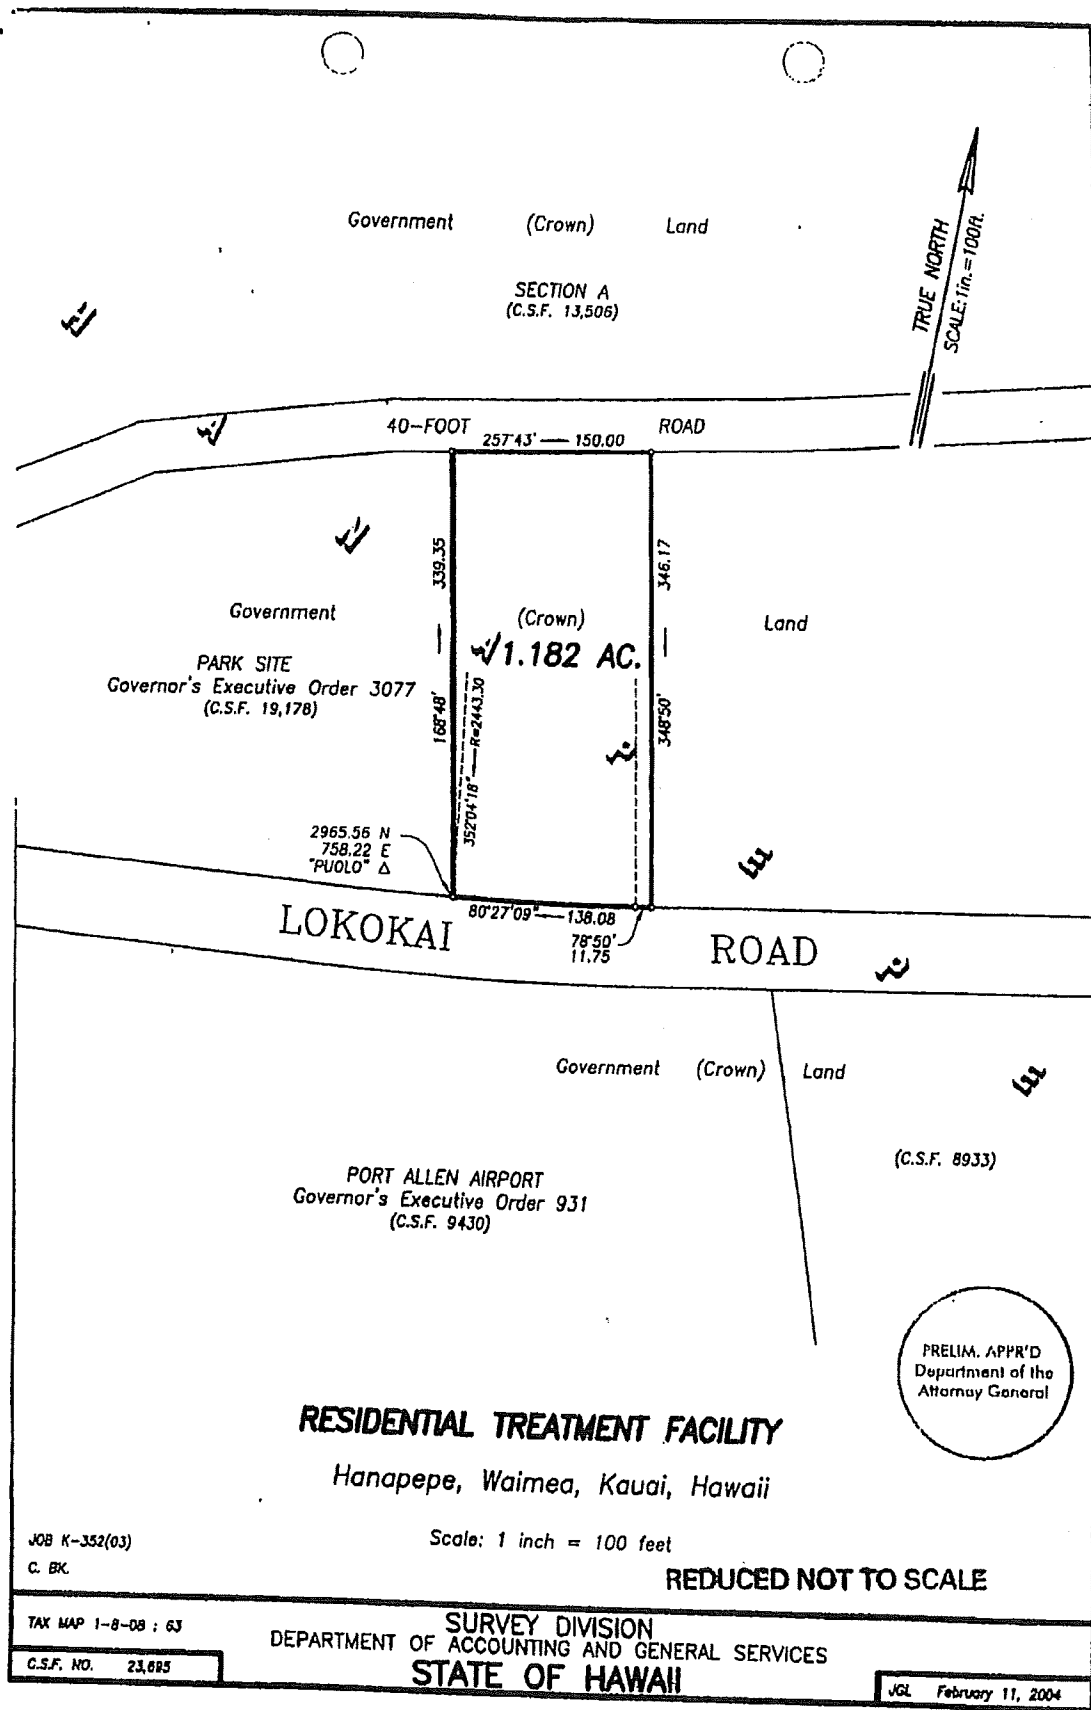 Government (Crown) Land
SECTION A
(C.S.F. 13,506)
TRUE NORTH
SCALE: 1in.=100ft.
40-FOOT ROAD
257°43' 150.00
339.35
168°48'
346.17
348°50'
Government (Crown) Land
1.182 AC.
PARK SITE
Governor's Executive Order 3077
(C.S.F. 19,178)
352°04'18" R=2443.30
2965.56 N
758.22 E
"PUOLO" Δ
80°27'09" 138.08
78°50'
11.75
LOKOKAI ROAD
Government (Crown) Land
(C.S.F. 8933)
PORT ALLEN AIRPORT
Governor's Executive Order 931
(C.S.F. 9430)
PRELIM. APPR'D
Department of the
Attorney General
RESIDENTIAL TREATMENT FACILITY
Hanapepe, Waimea, Kauai, Hawaii
JOB K-352(03)
C. BK.
Scale: 1 inch = 100 feet
REDUCED NOT TO SCALE
TAX MAP 1-8-08 : 63
C.S.F. NO. 23,695
SURVEY DIVISION
DEPARTMENT OF ACCOUNTING AND GENERAL SERVICES
STATE OF HAWAII
JGL February 11, 2004